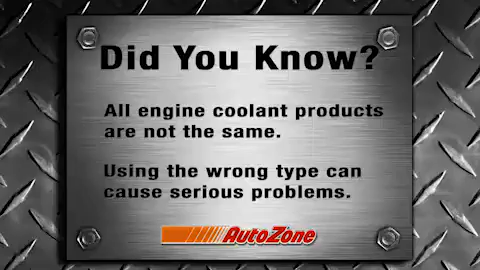 Did You Know?
All engine coolant products
are not the same.
Using the wrong type can
cause serious problems.
AutoZone